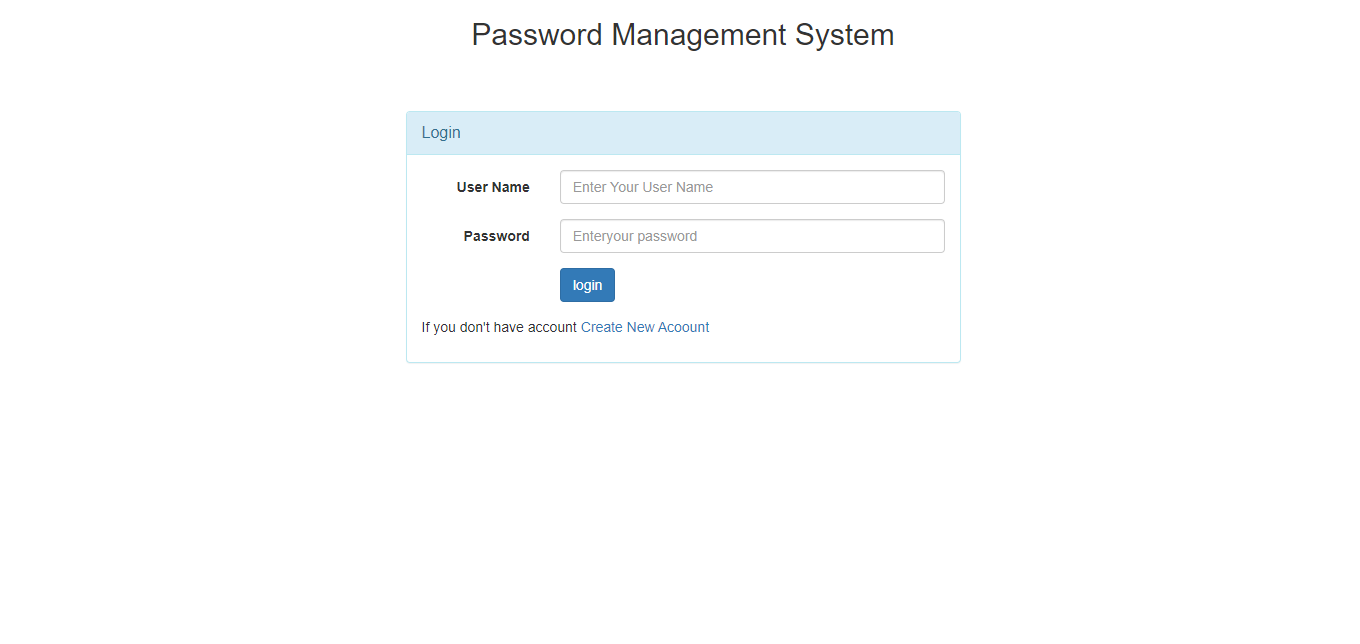 Password Management System
Login
User Name Enter Your User Name
Password Enteryour password
login
If you don't have account Create New Acoount